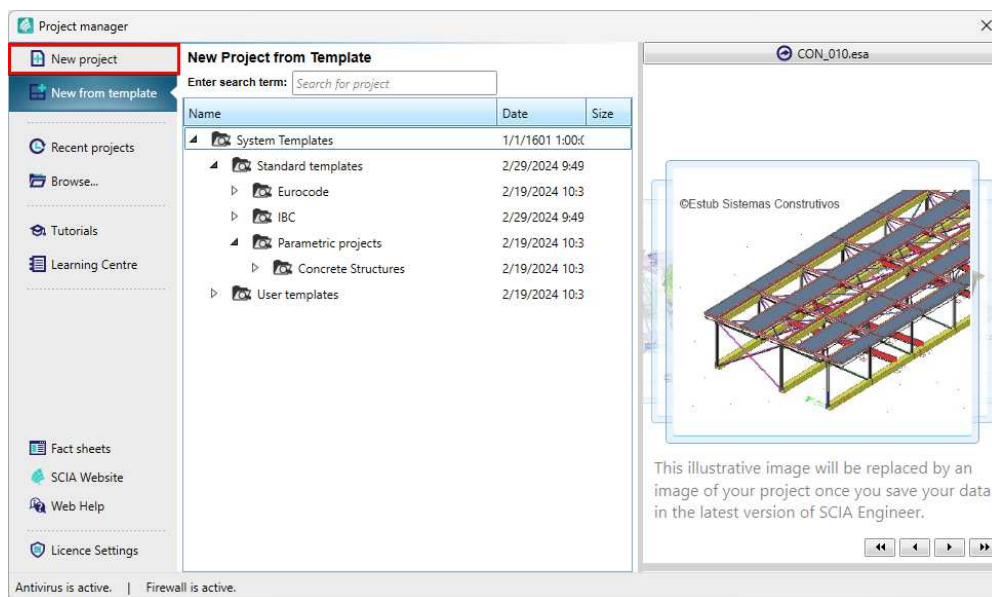 Project manager
New project
New from template
Recent projects
Browse...
Tutorials
Learning Centre
Fact sheets
SCIA Website
Web Help
Licence Settings
New Project from Template
Enter search term: Search for project
Name Date Size
System Templates 1/1/1601 1:00:0
Standard templates 2/29/2024 9:49
Eurocode 2/19/2024 10:3
IBC 2/29/2024 9:49
Parametric projects 2/19/2024 10:3
Concrete Structures 2/19/2024 10:3
User templates 2/19/2024 10:3
CON_010.esa
©Estub Sistemas Construtivos
This illustrative image will be replaced by an
image of your project once you save your data
in the latest version of SCIA Engineer.
Antivirus is active. | Firewall is active.